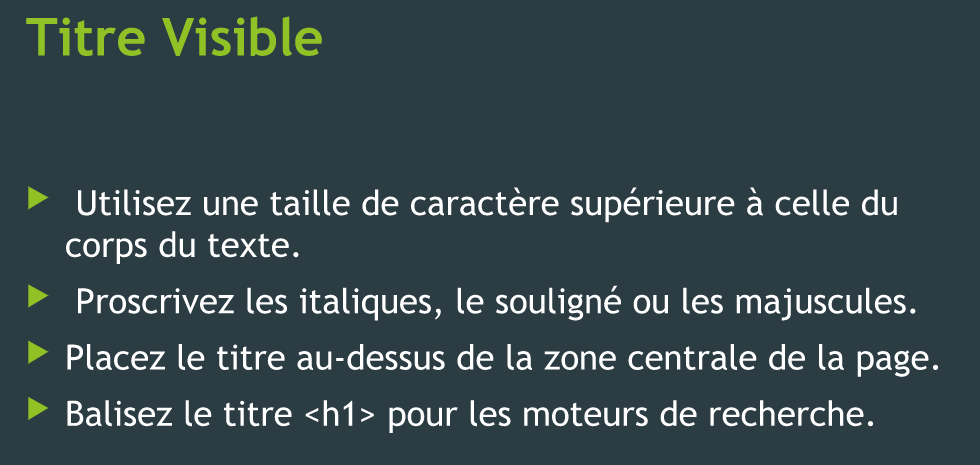 Titre Visible
Utilisez une taille de caractère supérieure à celle du
corps du texte.
Proscrivez les italiques, le souligné ou les majuscules.
Placez le titre au-dessus de la zone centrale de la page.
Balisez le titre <h1> pour les moteurs de recherche.